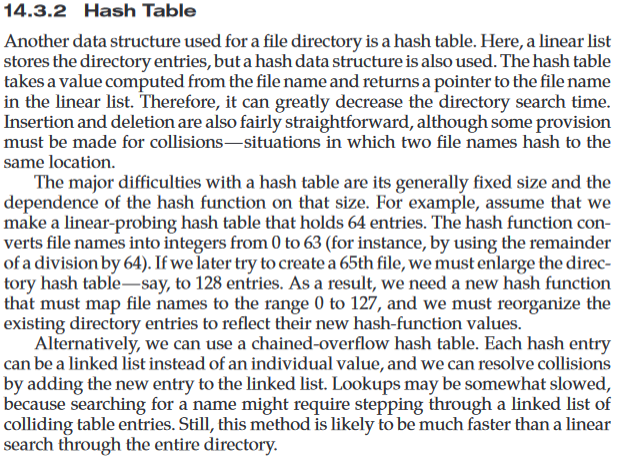 14.3.2 Hash Table
Another data structure used for a file directory is a hash table. Here, a linear list
stores the directory entries, but a hash data structure is also used. The hash table
takes a value computed from the file name and returns a pointer to the file name
in the linear list. Therefore, it can greatly decrease the directory search time.
Insertion and deletion are also fairly straightforward, although some provision
must be made for collisions—situations in which two file names hash to the
same location.
The major difficulties with a hash table are its generally fixed size and the
dependence of the hash function on that size. For example, assume that we
make a linear-probing hash table that holds 64 entries. The hash function con-
verts file names into integers from 0 to 63 (for instance, by using the remainder
of a division by 64). If we later try to create a 65th file, we must enlarge the direc-
tory hash table—say, to 128 entries. As a result, we need a new hash function
that must map file names to the range 0 to 127, and we must reorganize the
existing directory entries to reflect their new hash-function values.
Alternatively, we can use a chained-overflow hash table. Each hash entry
can be a linked list instead of an individual value, and we can resolve collisions
by adding the new entry to the linked list. Lookups may be somewhat slowed,
because searching for a name might require stepping through a linked list of
colliding table entries. Still, this method is likely to be much faster than a linear
search through the entire directory.